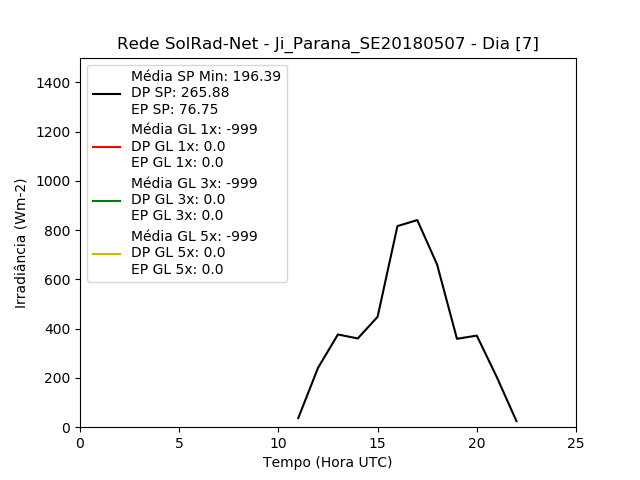 Rede SolRad-Net - Ji_Parana_SE20180507 - Dia [7]
Média SP Min: 196.39
DP SP: 265.88
EP SP: 76.75
Média GL 1x: -999
DP GL 1x: 0.0
EP GL 1x: 0.0
Média GL 3x: -999
DP GL 3x: 0.0
EP GL 3x: 0.0
Média GL 5x: -999
DP GL 5x: 0.0
EP GL 5x: 0.0
Irradiância (Wm-2)
1400
1200
1000
800
600
400
200
0
0 5 10 15 20 25
Tempo (Hora UTC)